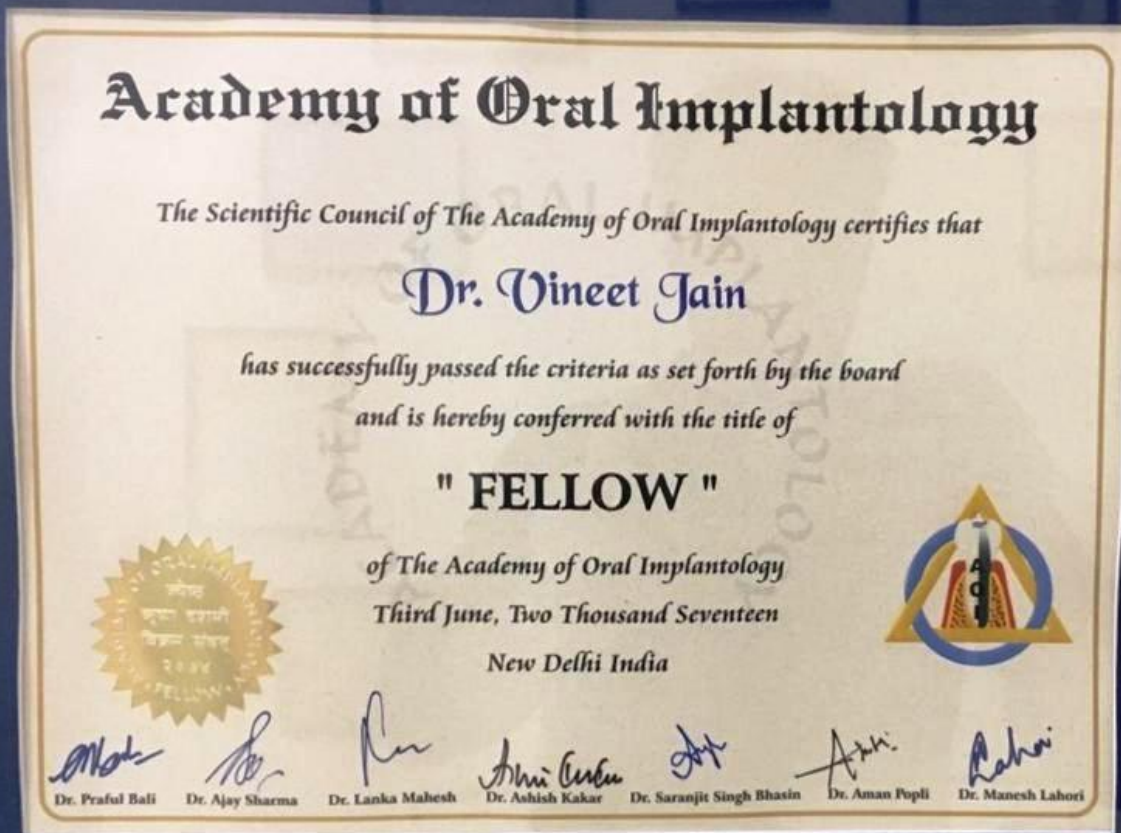 Academy of Oral Implantology
The Scientific Council of The Academy of Oral Implantology certifies that
Dr. Vineet Jain
has successfully passed the criteria as set forth by the board
and is hereby conferred with the title of
" FELLOW "
of The Academy of Oral Implantology
Third June, Two Thousand Seventeen
New Delhi India
AOI
FELLOW
Dr. Praful Bali Dr. Ajay Sharma Dr. Lanka Mahesh Dr. Ashish Kakar Dr. Saranjit Singh Bhasin Dr. Aman Popli Dr. Manesh Lahori